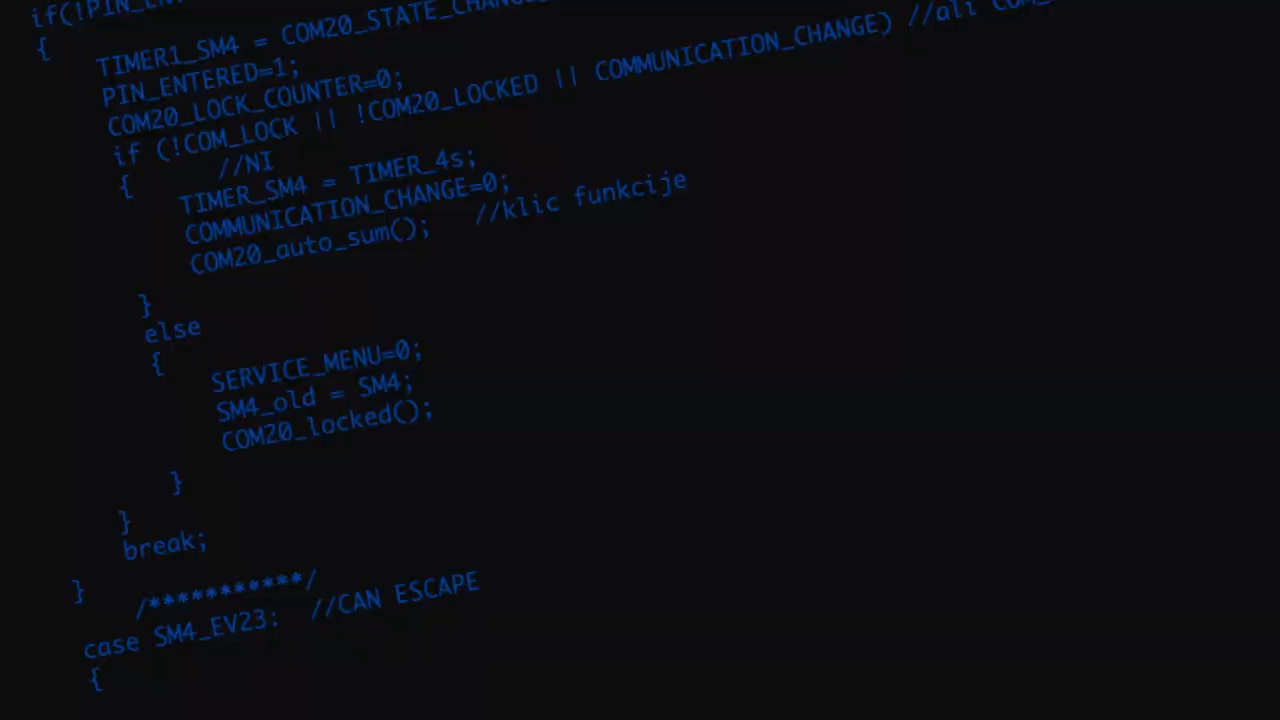 {
TIMER1_SM4 =
PIN_ENTERED=1;
COM20_LOCK_COUNTER=0;
if (!COM_LOCK || !COM20_LOCKED || COMMUNICATION_CHANGE) //ali
{ //NI
TIMER_SM4 = TIMER_4s;
COMMUNICATION_CHANGE=0;
COM20_auto_sum(); //klic funkcije
}
else
{
SERVICE_MENU=0;
SM4_old = SM4;
COM20_locked();
}
}
break;
}
/***********/
case SM4_EV23: //CAN ESCAPE
{